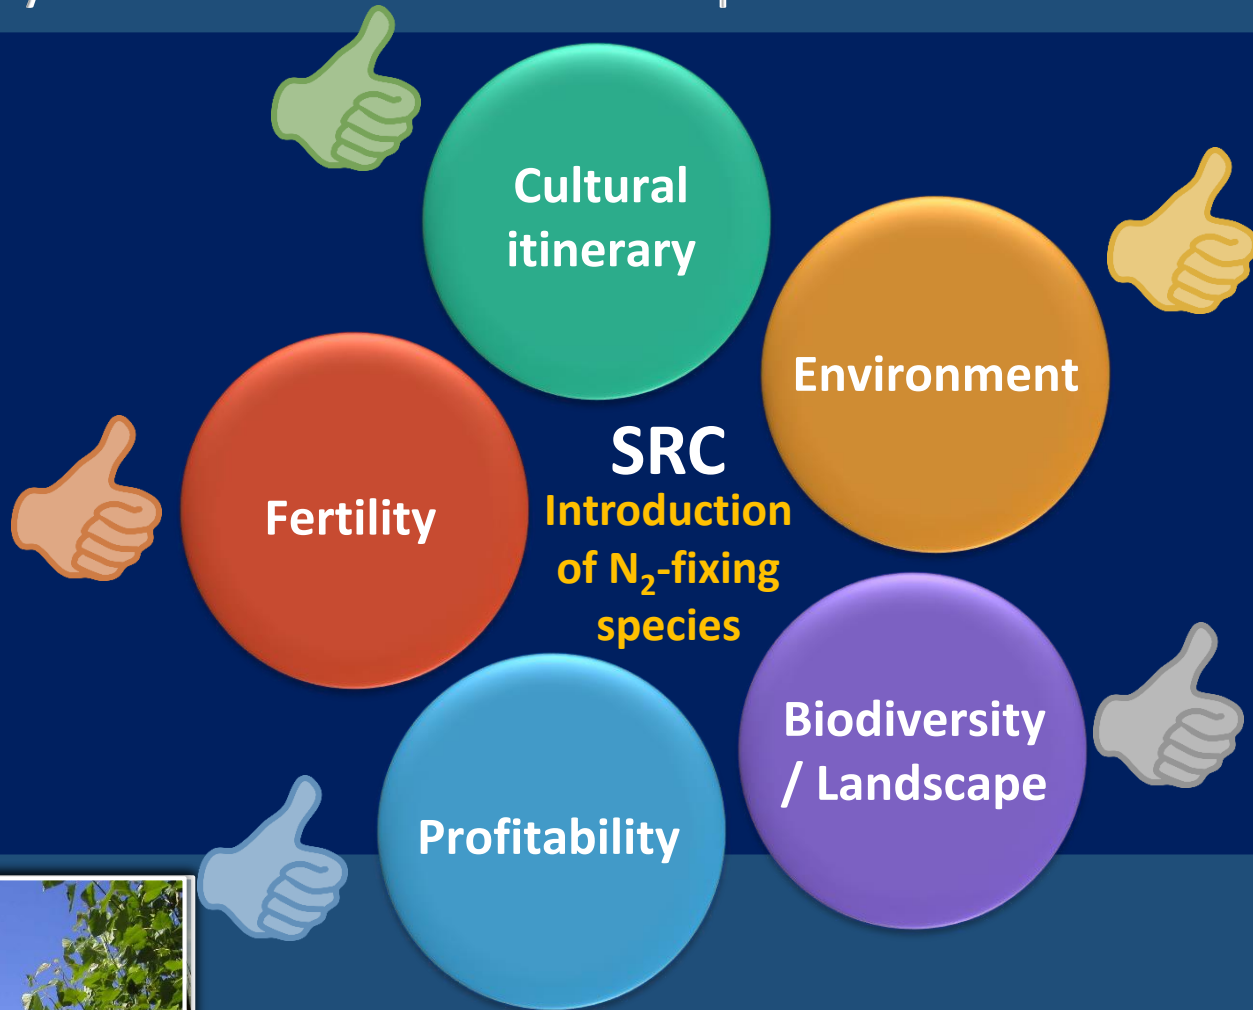 Cultural
itinerary
Environment
SRC
Introduction
of N₂-fixing
species
Fertility
Biodiversity
/ Landscape
Profitability